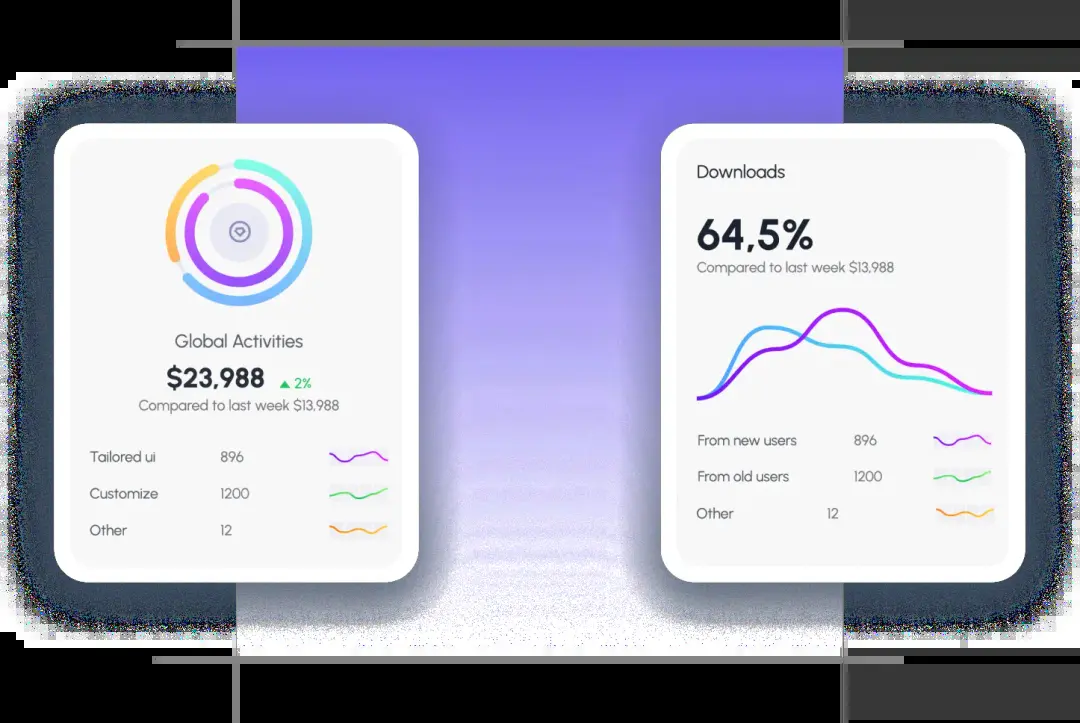 Global Activities
$23,988 ▲ 2%
Compared to last week $13,988
Tailored ui 896
Customize 1200
Other 12
Downloads
64,5%
Compared to last week $13,988
From new users 896
From old users 1200
Other 12